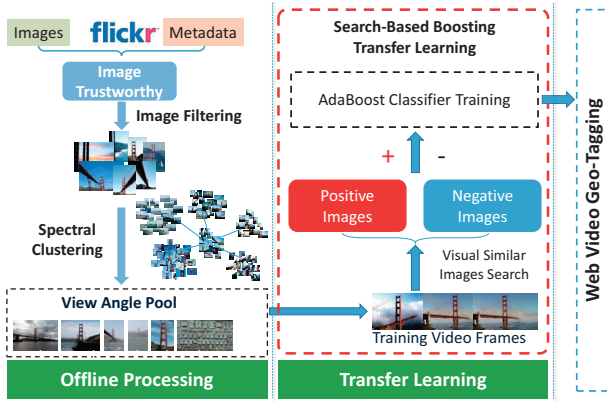 Images
flickr
Metadata
Image
Trustworthy
Image Filtering
Spectral
Clustering
View Angle Pool
Offline Processing
Search-Based Boosting
Transfer Learning
AdaBoost Classifier Training
+
-
Positive
Images
Negative
Images
Visual Similar
Images Search
Training Video Frames
Transfer Learning
Web Video Geo-Tagging